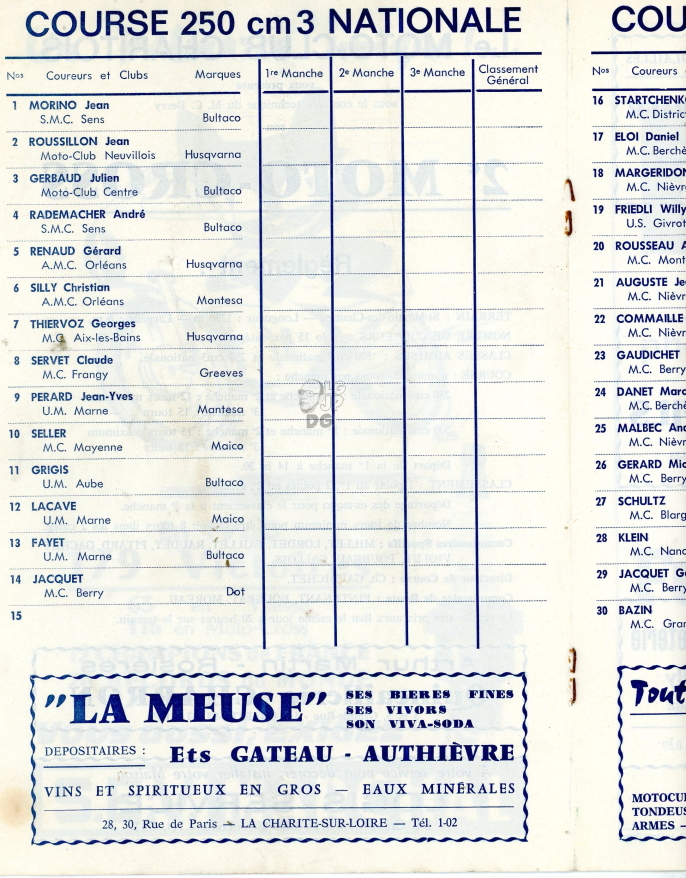 COURSE 250 cm3 NATIONALE
Nos Coureurs et Clubs Marques 1re Manche 2e Manche 3e Manche Classement Général
1 MORINO Jean
S.M.C. Sens Bultaco
2 ROUSSILLON Jean
Moto-Club Neuvillois Husqvarna
3 GERBAUD Julien
Moto-Club Centre Bultaco
4 RADEMACHER André
S.M.C. Sens Bultaco
5 RENAUD Gérard
A.M.C. Orléans Husqvarna
6 SILLY Christian
A.M.C. Orléans Montesa
7 THIERVOZ Georges
M.C. Aix-les-Bains Husqvarna
8 SERVET Claude
M.C. Frangy Greeves
9 PERARD Jean-Yves
U.M. Marne Mantesa
10 SELLER
M.C. Mayenne Maico
11 GRIGIS
U.M. Aube Bultaco
12 LACAVE
U.M. Marne Maico
13 FAYET
U.M. Marne Bultaco
14 JACQUET
M.C. Berry Dot
15
"LA MEUSE"
SES BIERES FINES
SES VIVORS
SON VIVA-SODA
DEPOSITAIRES : Ets GATEAU - AUTHIÈVRE
VINS ET SPIRITUEUX EN GROS — EAUX MINÉRALES
28, 30, Rue de Paris — LA CHARITE-SUR-LOIRE — Tél. 1-02
COU
Nos Coureurs
16 STARTCHENK
M.C. Distric
17 ELOI Daniel
M.C. Berchè
18 MARGERIDON
M.C. Nièvr
19 FRIEDLI Willy
U.S. Givrot
20 ROUSSEAU A
M.C. Mont
21 AUGUSTE Je
M.C. Nièvr
22 COMMAILLE
M.C. Nièvr
23 GAUDICHET
M.C. Berry
24 DANET Marc
M.C. Berchè
25 MALBEC And
M.C. Nièvr
26 GERARD Mic
M.C. Berry
27 SCHULTZ
M.C. Blarg
28 KLEIN
M.C. Nanc
29 JACQUET G
M.C. Berry
30 BAZIN
M.C. Gran
Tout
MOTOCU
TONDEUS
ARMES —
DG